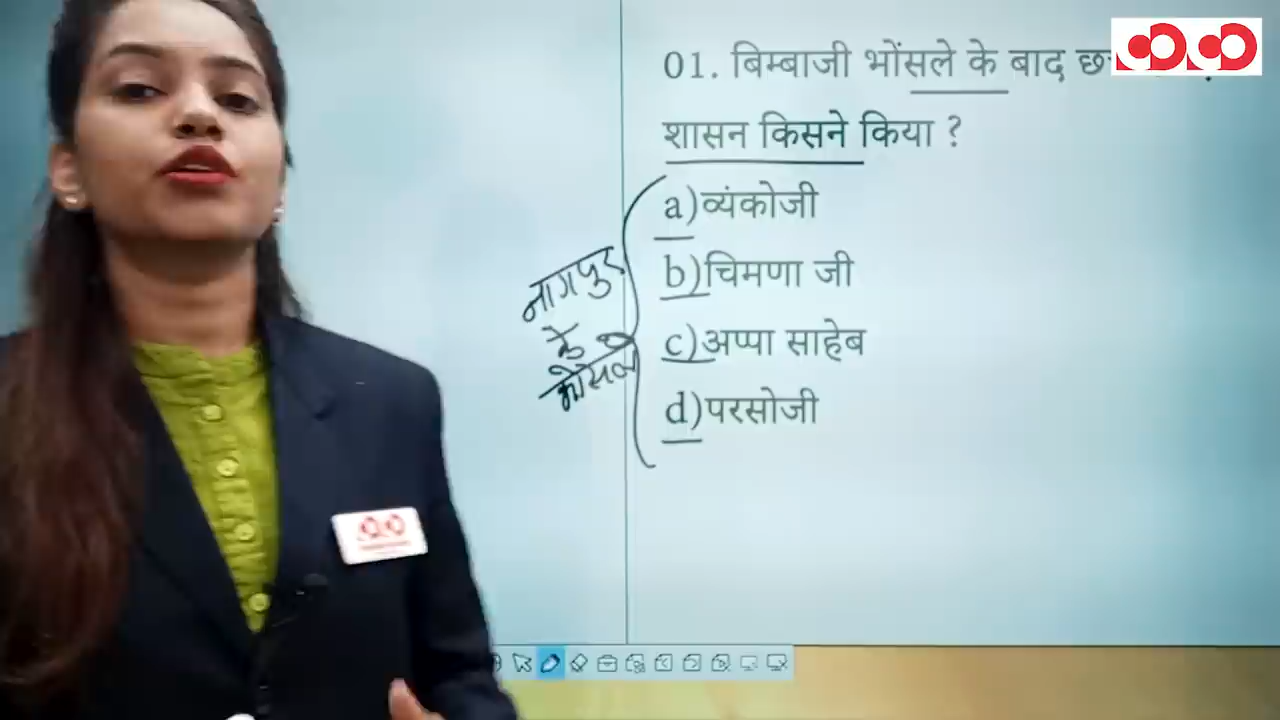 01. बिम्बाजी भोंसले के बाद
शासन किसने किया ?
a)व्यंकोजी
b)चिमणा जी
c)अप्पा साहेब
d)परसोजी
नागपुर
के
भोंसले